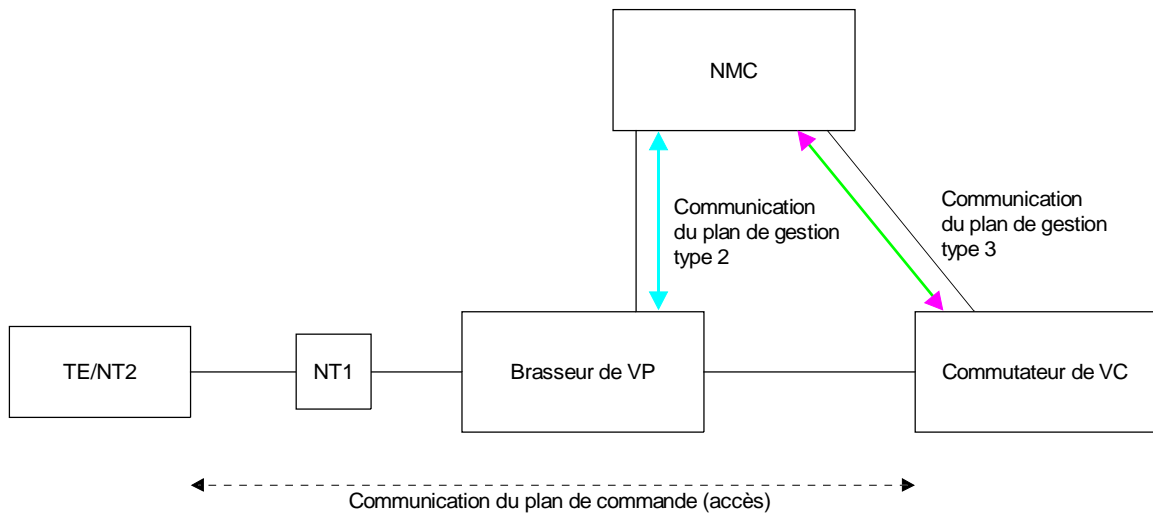 NMC
Communication
du plan de gestion
type 2
Communication
du plan de gestion
type 3
TE/NT2
NT1
Brasseur de VP
Commutateur de VC
Communication du plan de commande (accès)